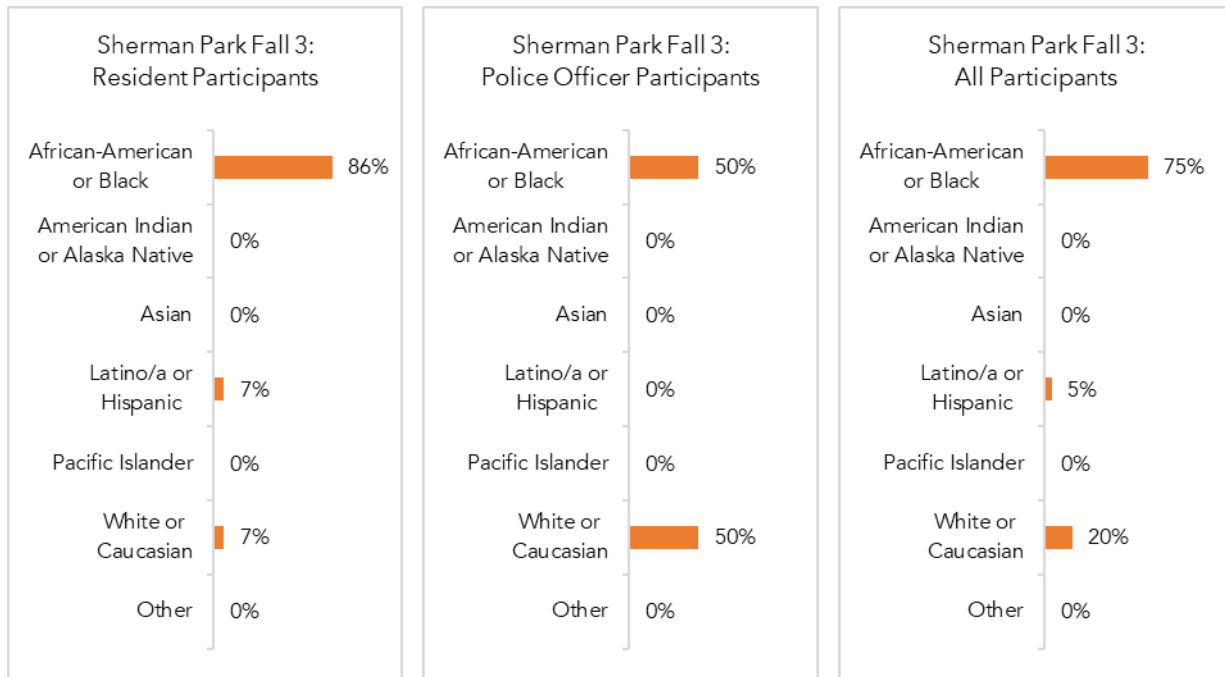 Sherman Park Fall 3:
Resident Participants
African-American
or Black
86%
American Indian
or Alaska Native
0%
Asian
0%
Latino/a or
Hispanic
7%
Pacific Islander
0%
White or
Caucasian
7%
Other
0%
Sherman Park Fall 3:
Police Officer Participants
African-American
or Black
50%
American Indian
or Alaska Native
0%
Asian
0%
Latino/a or
Hispanic
0%
Pacific Islander
0%
White or
Caucasian
50%
Other
0%
Sherman Park Fall 3:
All Participants
African-American
or Black
75%
American Indian
or Alaska Native
0%
Asian
0%
Latino/a or
Hispanic
5%
Pacific Islander
0%
White or
Caucasian
20%
Other
0%